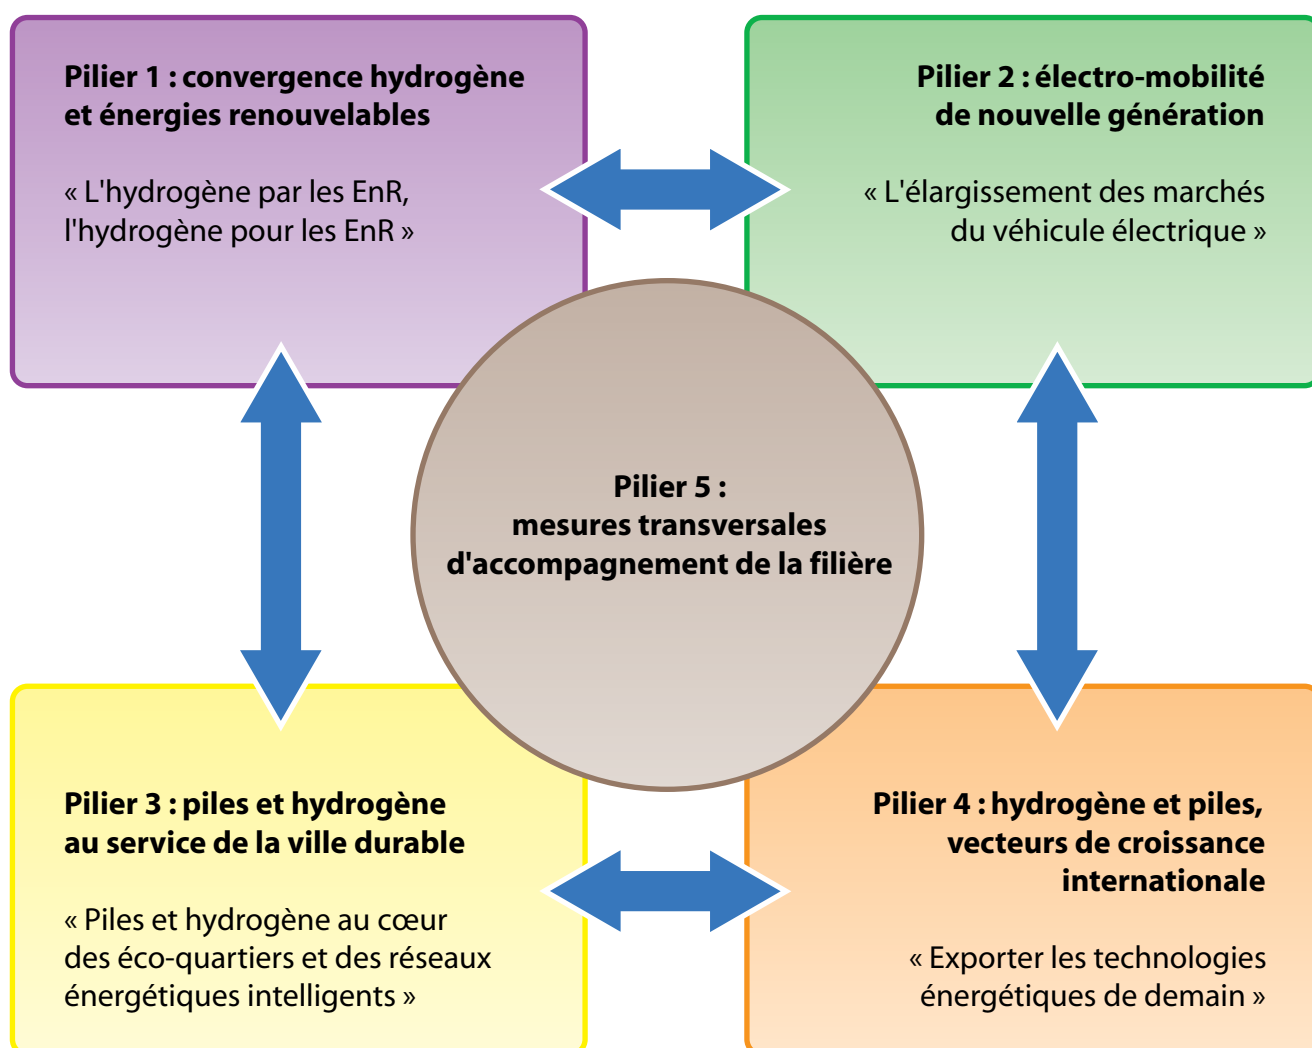 Pilier 1 : convergence hydrogène
et énergies renouvelables
« L'hydrogène par les EnR,
l'hydrogène pour les EnR »
Pilier 2 : électro-mobilité
de nouvelle génération
« L'élargissement des marchés
du véhicule électrique »
Pilier 5 :
mesures transversales
d'accompagnement de la filière
Pilier 3 : piles et hydrogène
au service de la ville durable
« Piles et hydrogène au cœur
des éco-quartiers et des réseaux
énergétiques intelligents »
Pilier 4 : hydrogène et piles,
vecteurs de croissance
internationale
« Exporter les technologies
énergétiques de demain »